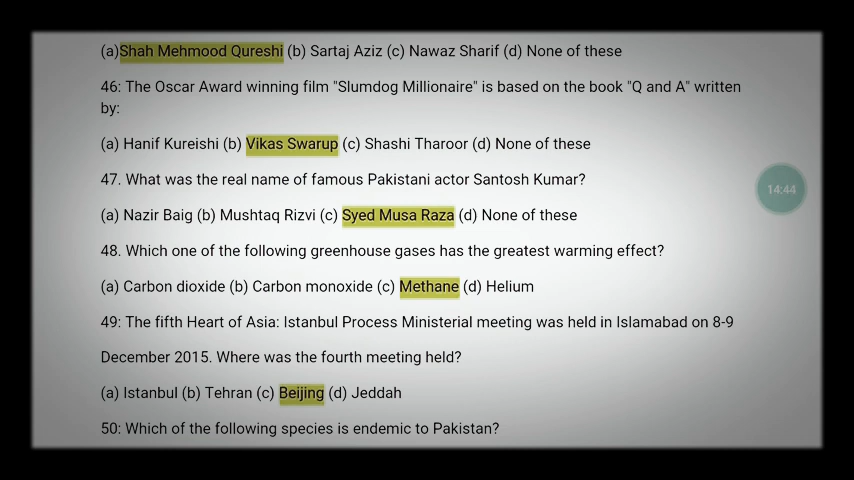 (a)Shah Mehmood Qureshi (b) Sartaj Aziz (c) Nawaz Sharif (d) None of these
46: The Oscar Award winning film "Slumdog Millionaire" is based on the book "Q and A" written
by:
(a) Hanif Kureishi (b) Vikas Swarup (c) Shashi Tharoor (d) None of these
47. What was the real name of famous Pakistani actor Santosh Kumar?
(a) Nazir Baig (b) Mushtaq Rizvi (c) Syed Musa Raza (d) None of these
14:44
48. Which one of the following greenhouse gases has the greatest warming effect?
(a) Carbon dioxide (b) Carbon monoxide (c) Methane (d) Helium
49: The fifth Heart of Asia: Istanbul Process Ministerial meeting was held in Islamabad on 8-9
December 2015. Where was the fourth meeting held?
(a) Istanbul (b) Tehran (c) Beijing (d) Jeddah
50: Which of the following species is endemic to Pakistan?